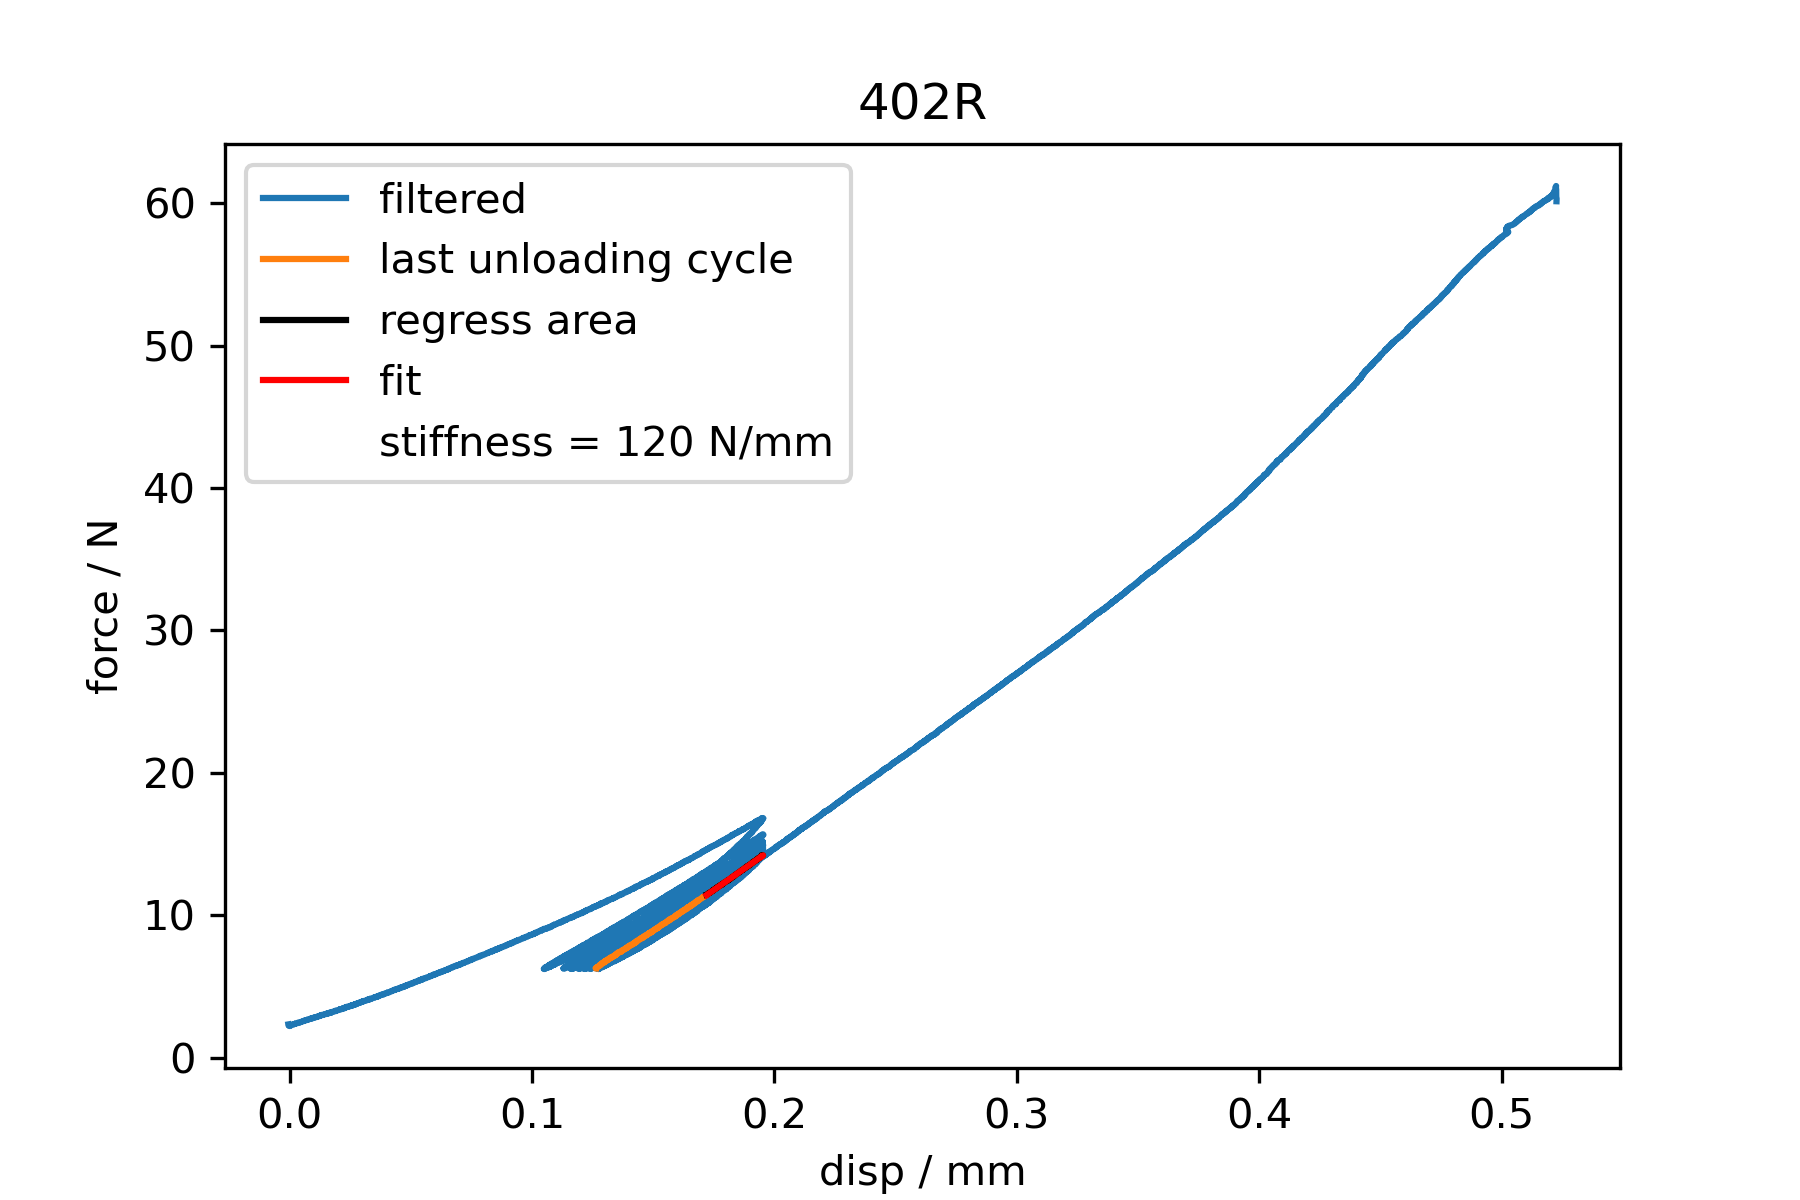 402R
filtered
last unloading cycle
regress area
fit
stiffness = 120 N/mm
60
50
40
30
20
10
0
force / N
0.0 0.1 0.2 0.3 0.4 0.5
disp / mm